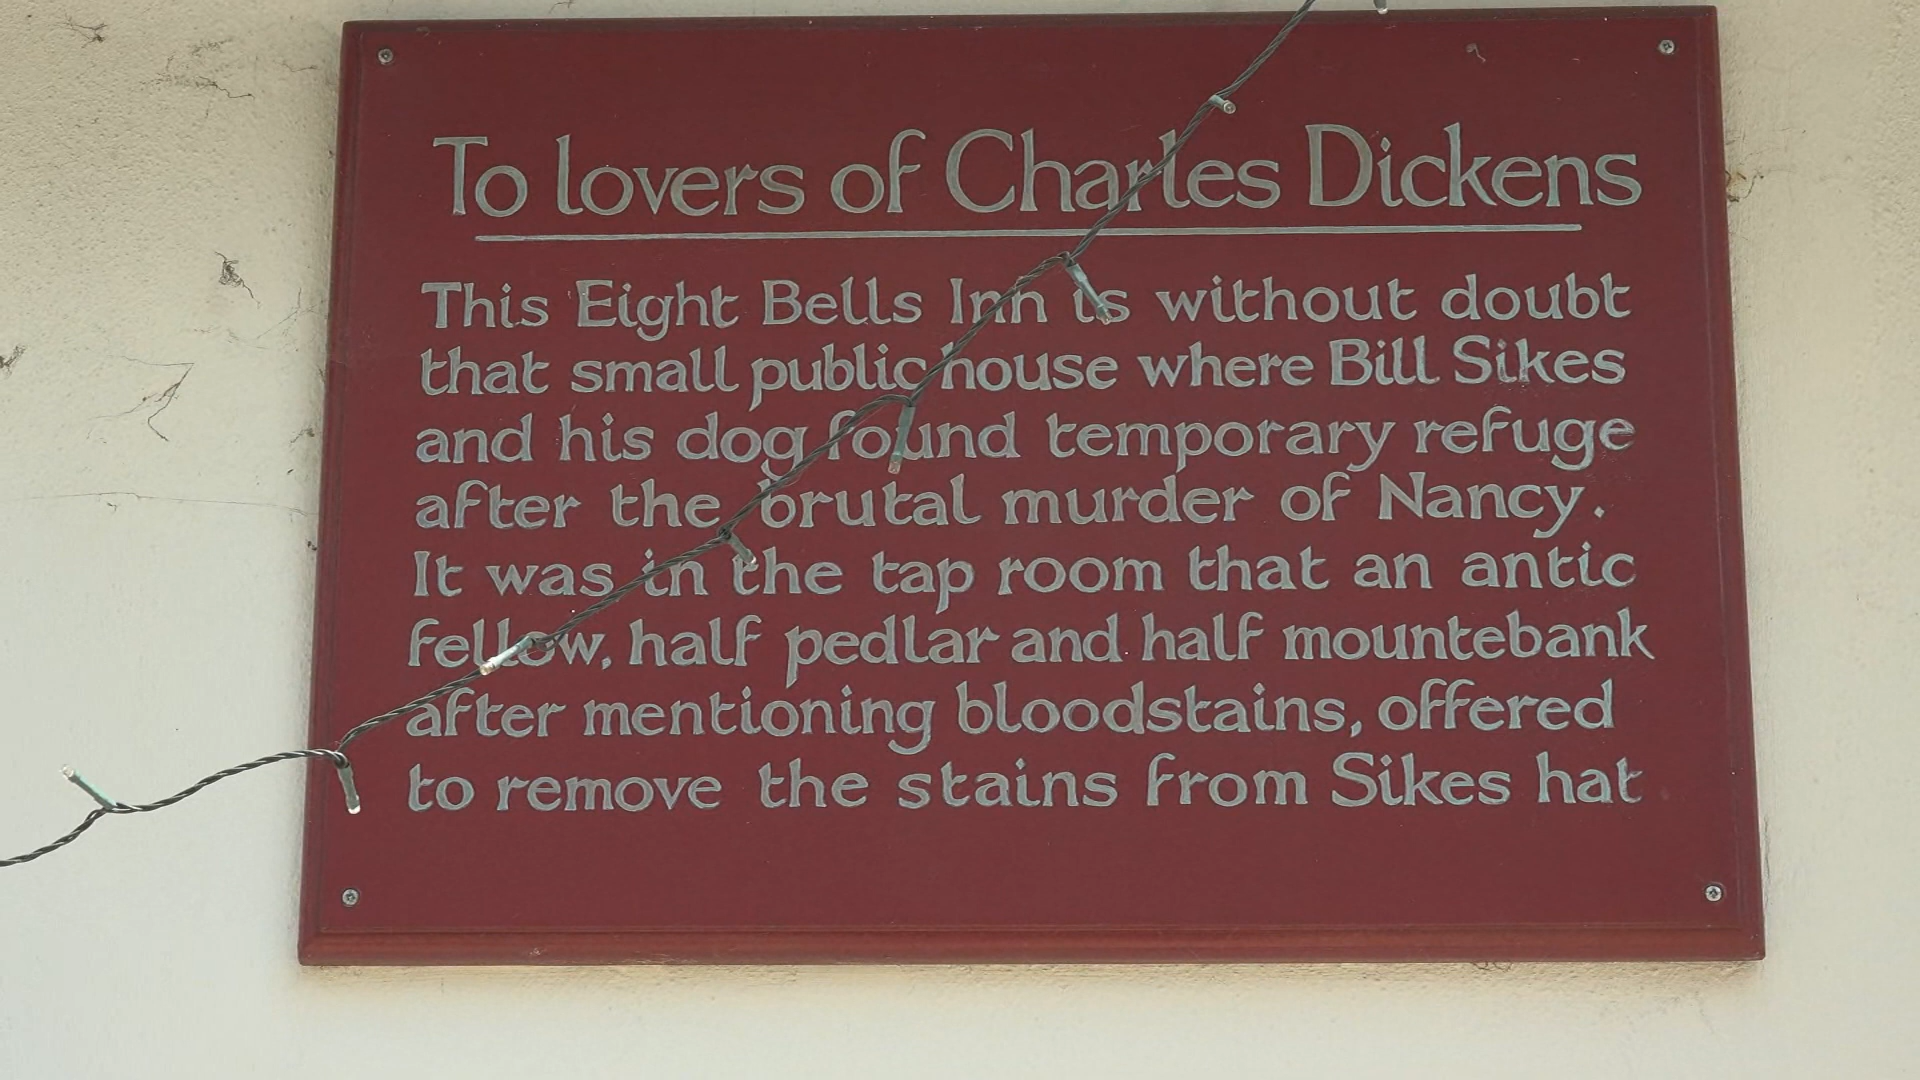 To lovers of Charles Dickens
This Eight Bells Inn is without doubt
that small public house where Bill Sikes
and his dog found temporary refuge
after the brutal murder of Nancy.
It was in the tap room that an antic
fellow, half pedlar and half mountebank
after mentioning bloodstains, offered
to remove the stains from Sikes hat